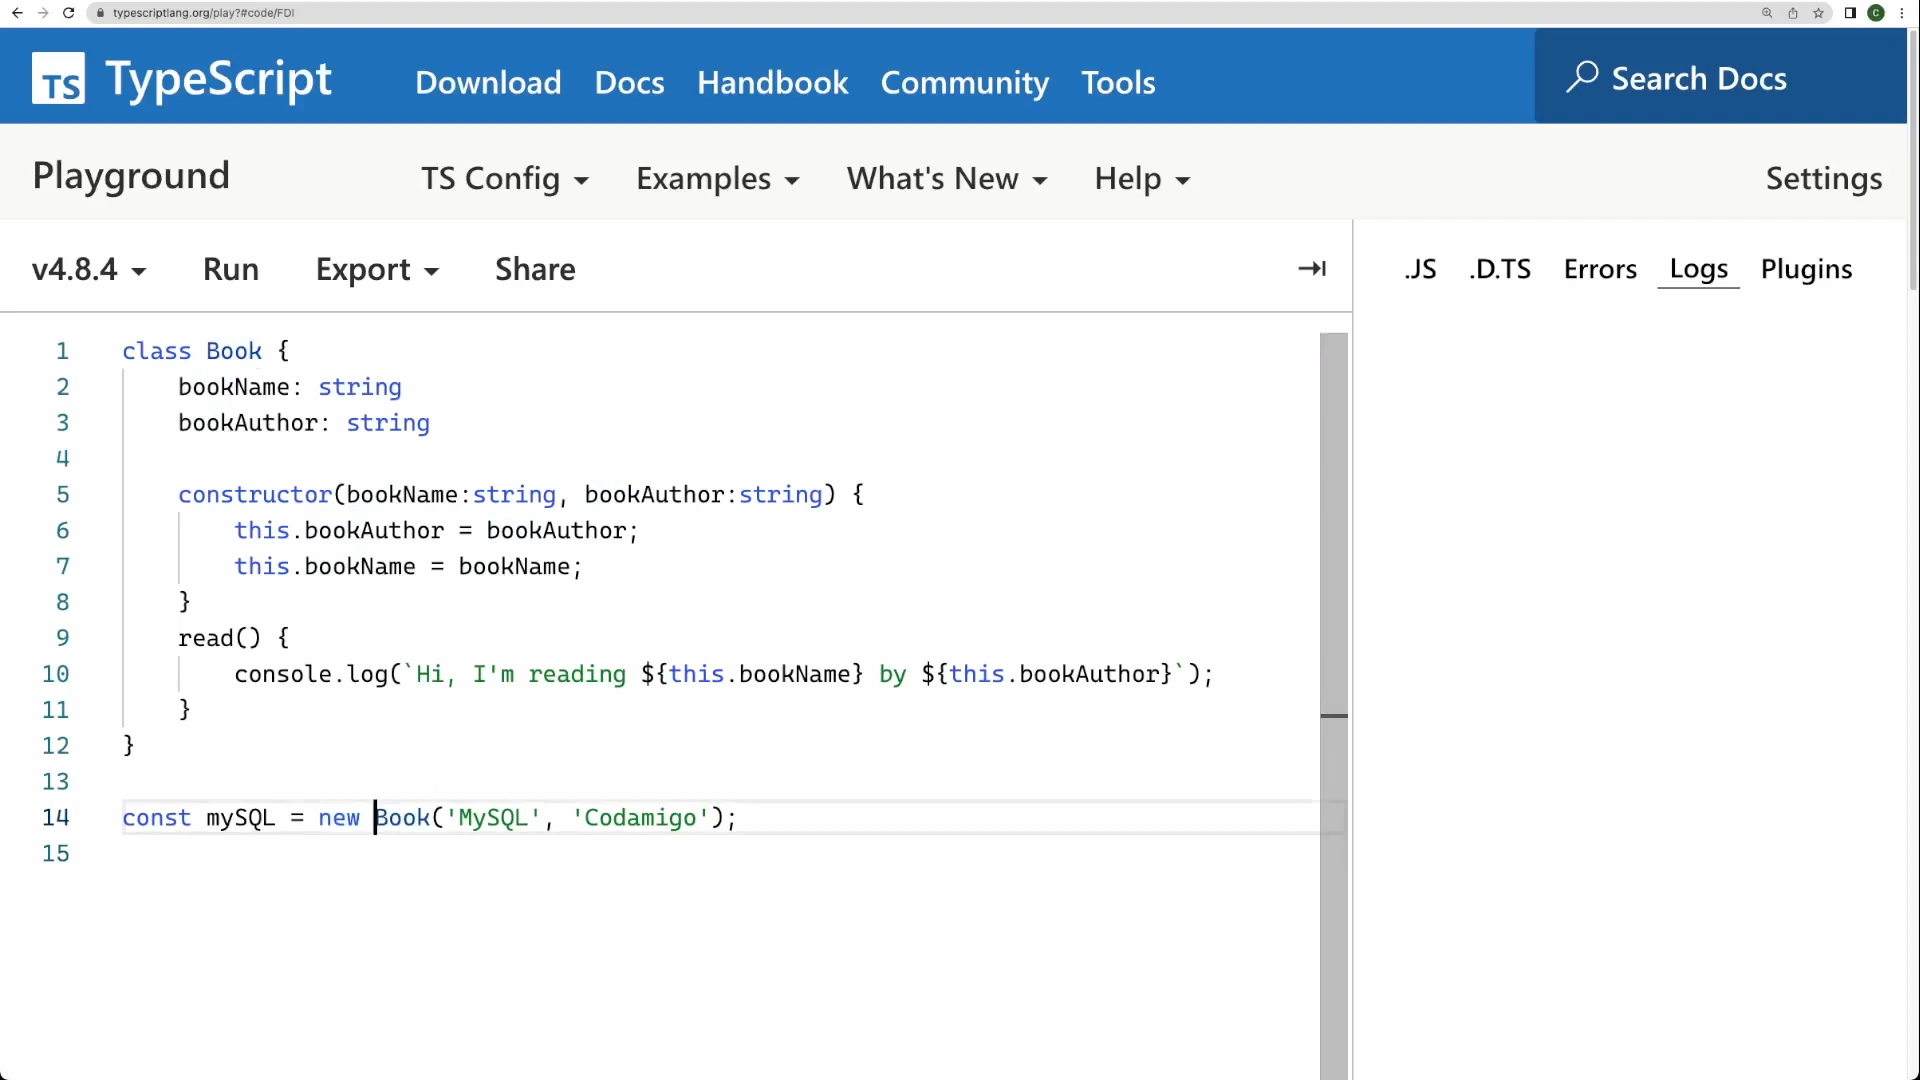 typescriptlang.org/play?#code/FDI
C
TS TypeScript Download Docs Handbook Community Tools Search Docs
Playground TS Config Examples What's New Help Settings
v4.8.4 Run Export Share .JS .D.TS Errors Logs Plugins
1 class Book {
2 bookName: string
3 bookAuthor: string
4
5 constructor(bookName:string, bookAuthor:string) {
6 this.bookAuthor = bookAuthor;
7 this.bookName = bookName;
8 }
9 read() {
10 console.log(`Hi, I'm reading ${this.bookName} by ${this.bookAuthor}`);
11 }
12 }
13
14 const mySQL = new Book('MySQL', 'Codamigo');
15